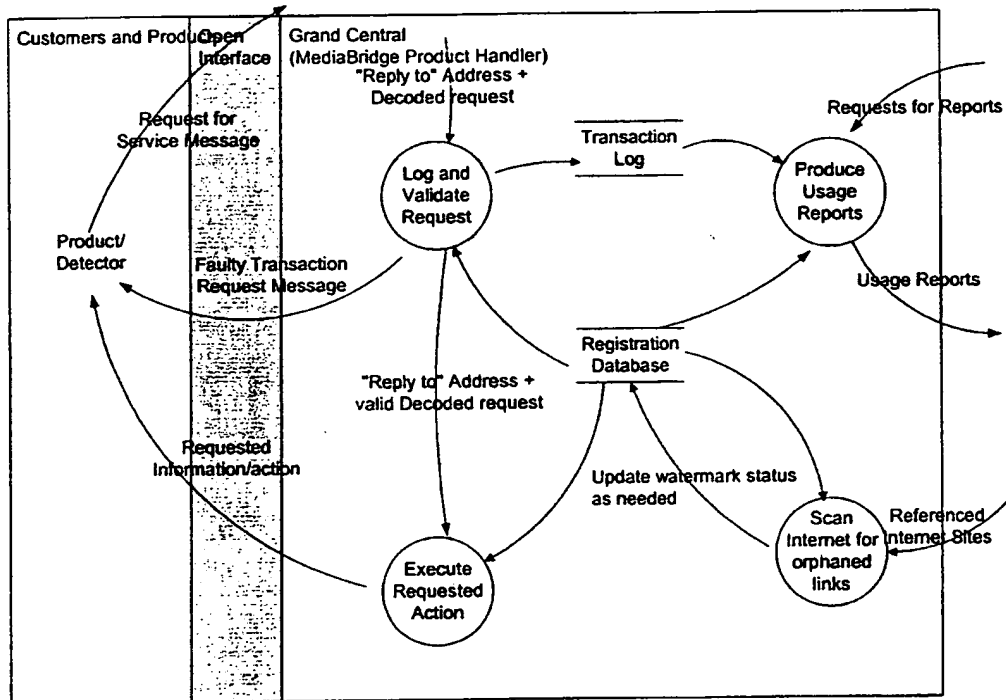 Customers and Products
Open
Interface
Grand Central
(MediaBridge Product Handler)
"Reply to" Address +
Decoded request
Requests for Reports
Request for
Service Message
Transaction
Log
Log and
Validate
Request
Produce
Usage
Reports
Product/
Detector
Faulty Transaction
Request Message
Usage Reports
Registration
Database
"Reply to" Address +
valid Decoded request
Requested
Information/action
Update watermark status
as needed
Scan
Internet for
orphaned
links
Referenced
Internet Sites
Execute
Requested
Action